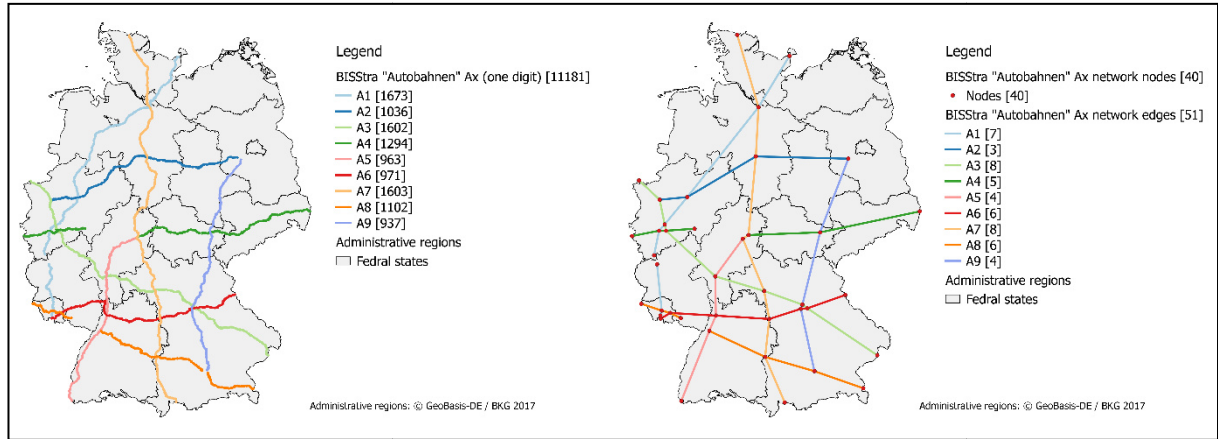 Legend
BISStra "Autobahnen" Ax (one digit) [11181]
A1 [1673]
A2 [1036]
A3 [1602]
A4 [1294]
A5 [963]
A6 [971]
A7 [1603]
A8 [1102]
A9 [937]
Administrative regions
Fedral states
Administrative regions: © GeoBasis-DE / BKG 2017
Legend
BISStra "Autobahnen" Ax network nodes [40]
Nodes [40]
BISStra "Autobahnen" Ax network edges [51]
A1 [7]
A2 [3]
A3 [8]
A4 [5]
A5 [4]
A6 [6]
A7 [8]
A8 [6]
A9 [4]
Administrative regions
Fedral states
Administrative regions: © GeoBasis-DE / BKG 2017